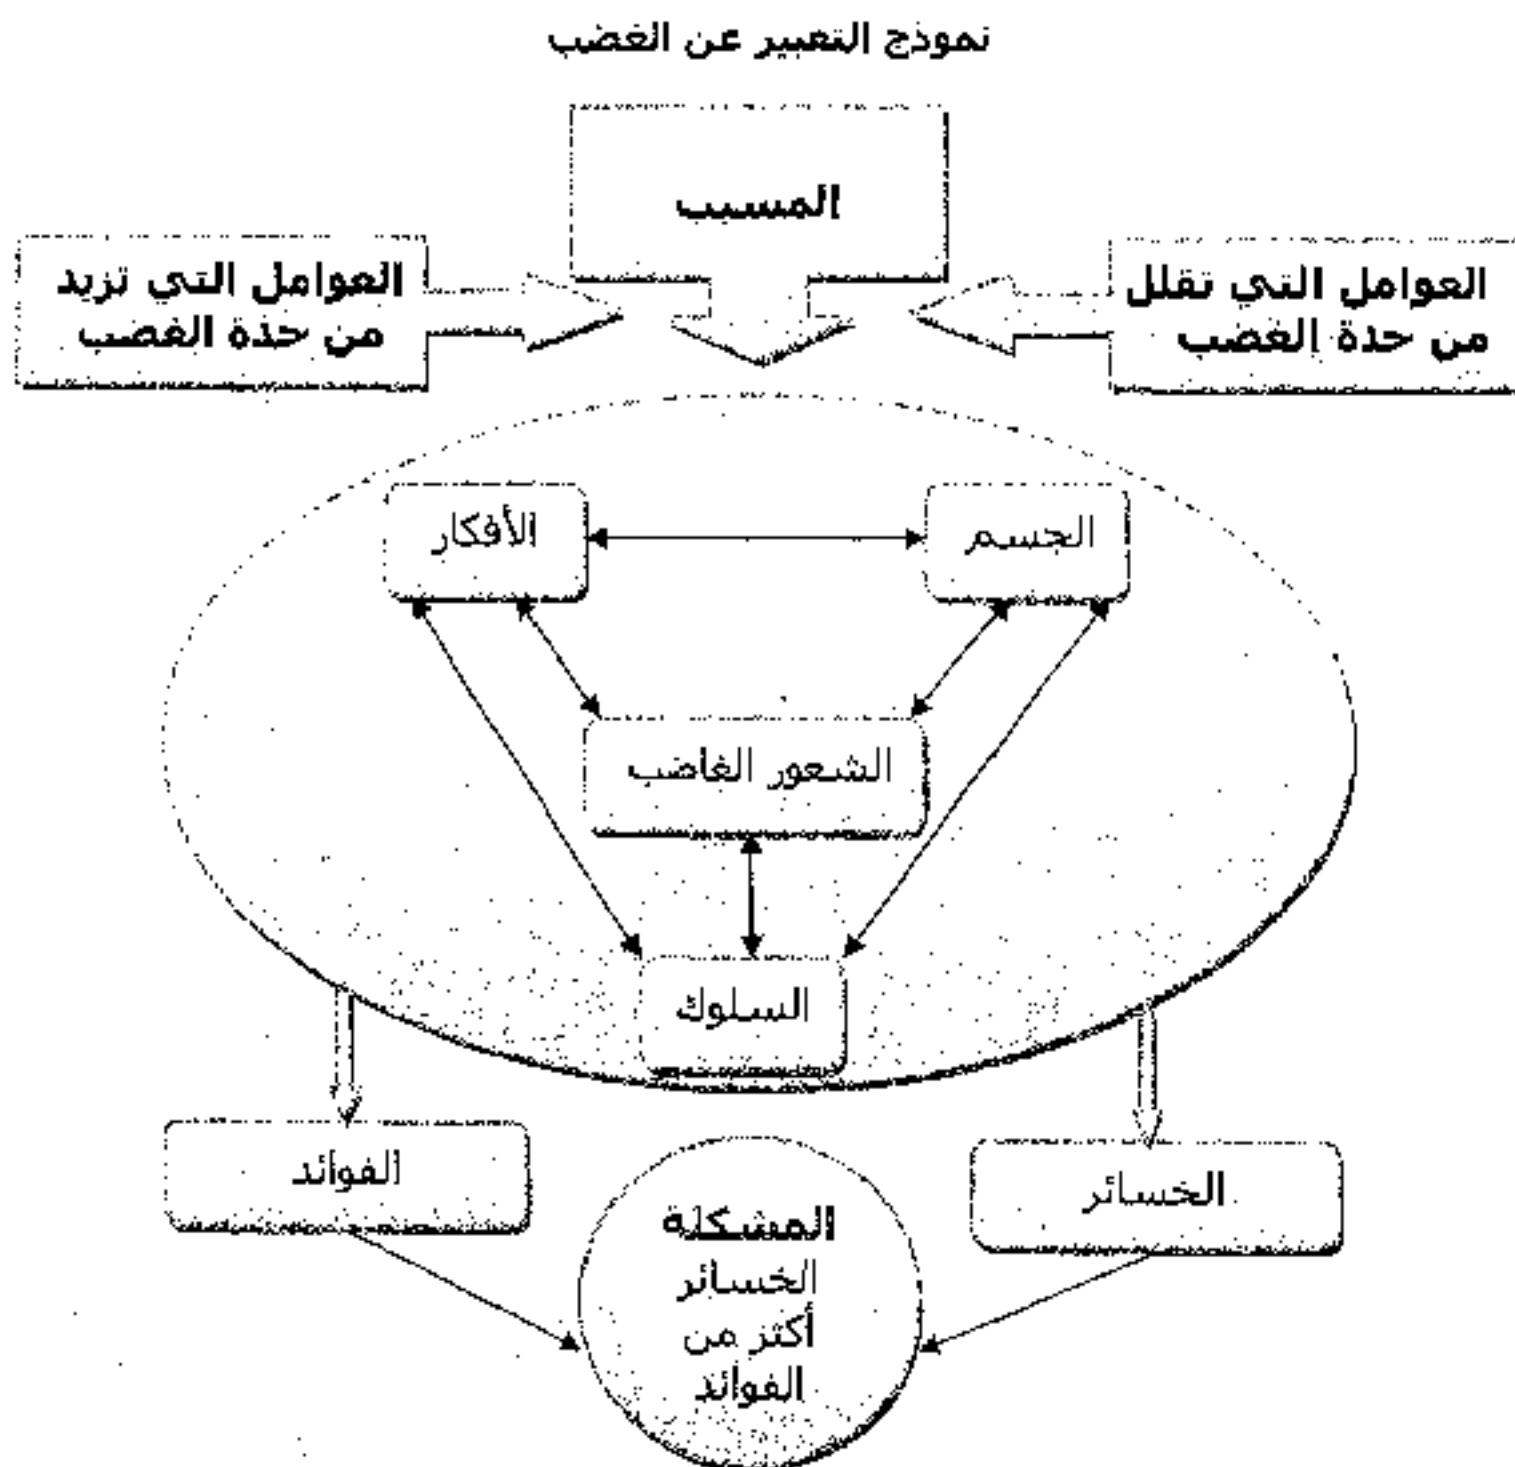 نموذج التعبير عن الغضب
المسبب
العوامل التي تقلل
من حدة الغضب
العوامل التي تزيد
من حدة الغضب
الجسم
الأفكار
الشعور الغاضب
السلوك
الخسائر
الفوائد
المشكلة
الخسائر
أكثر من
الفوائد